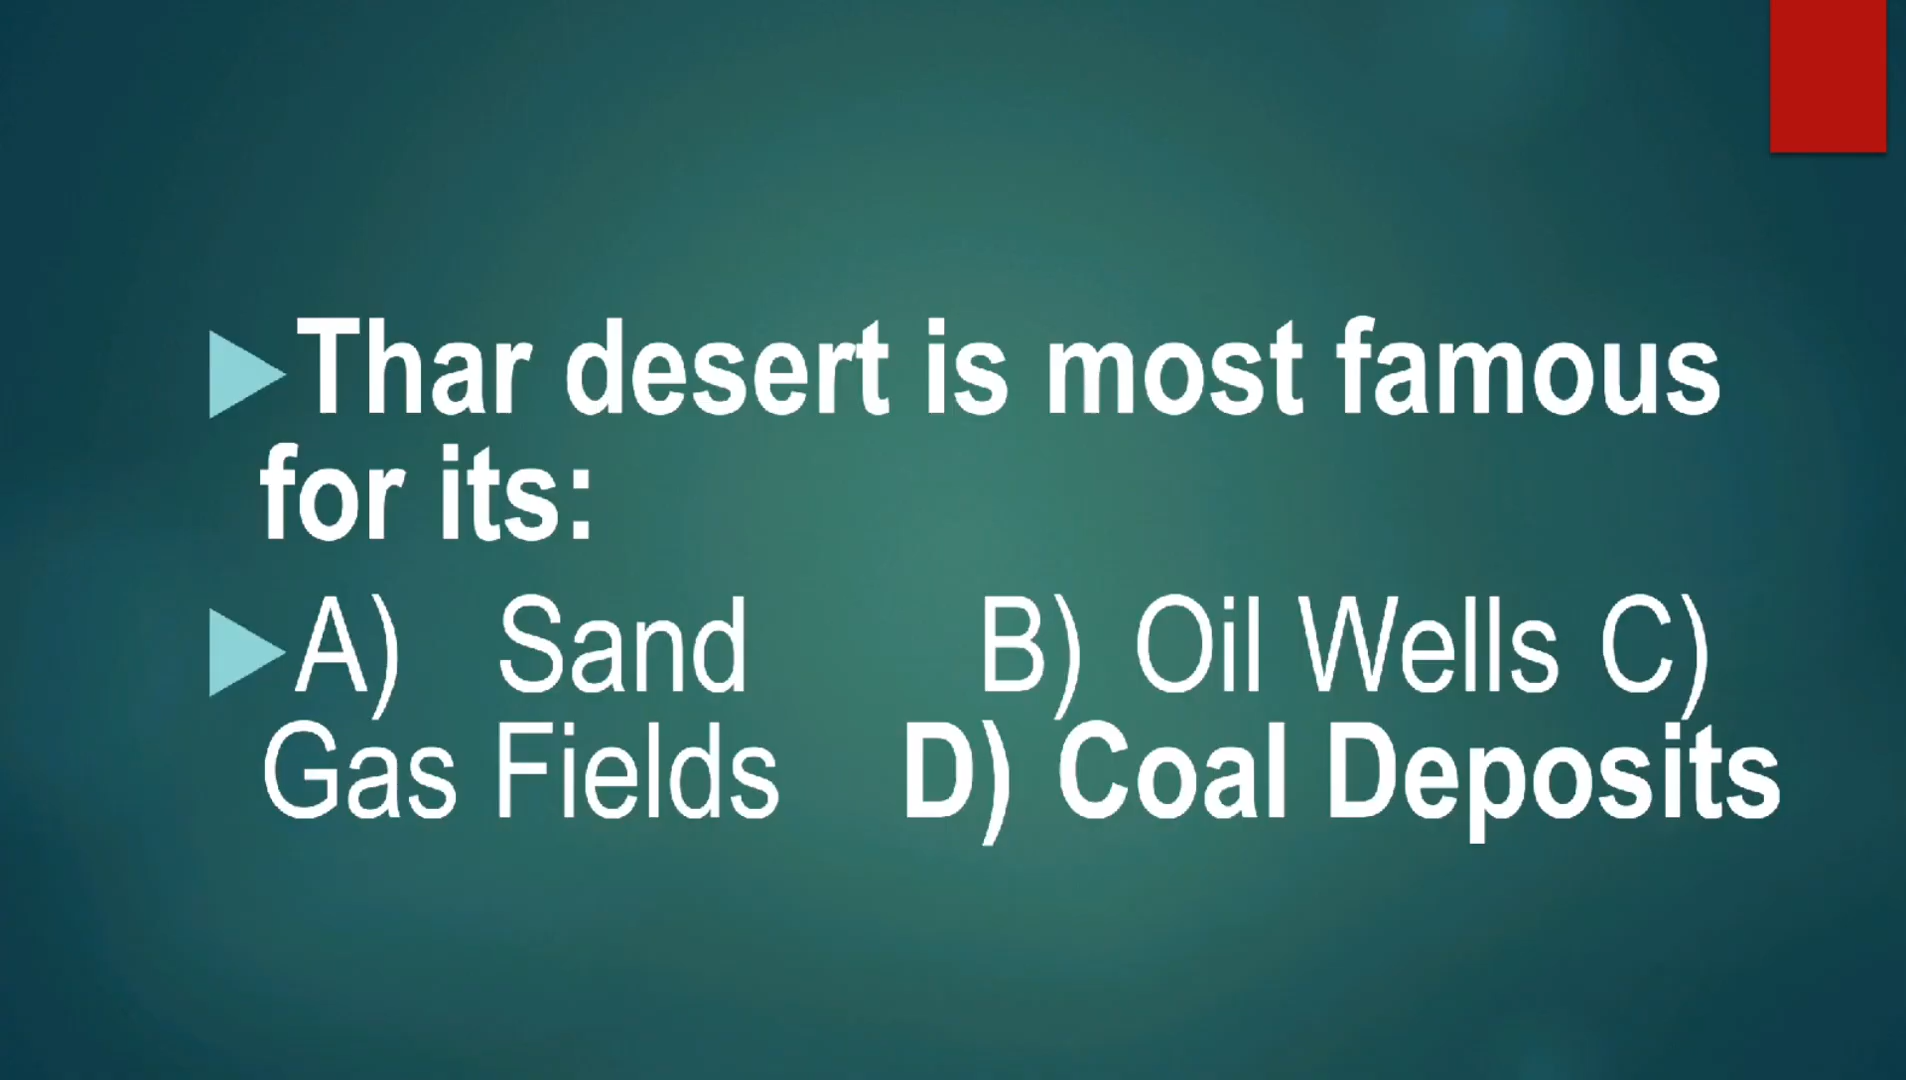 Thar desert is most famous
for its:
A) Sand B) Oil Wells C)
Gas Fields D) Coal Deposits